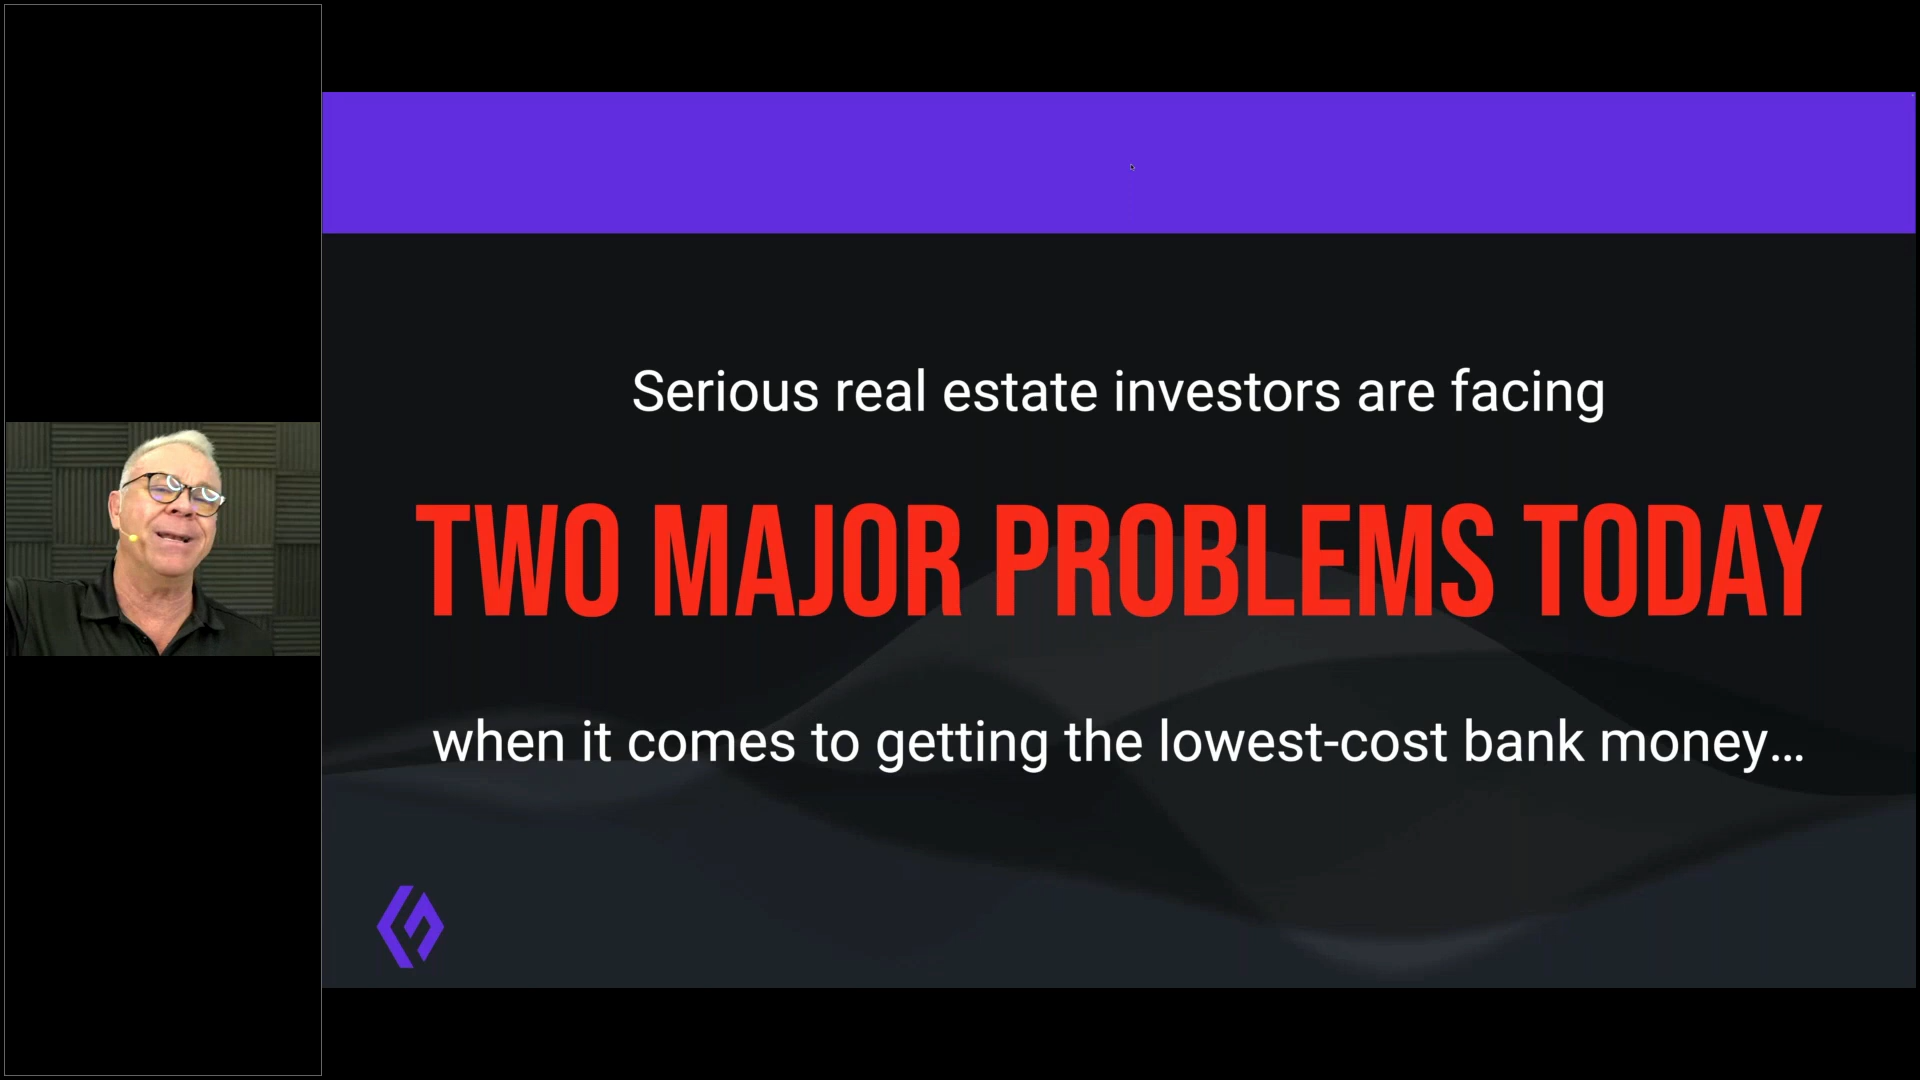 Serious real estate investors are facing
TWO MAJOR PROBLEMS TODAY
when it comes to getting the lowest-cost bank money...